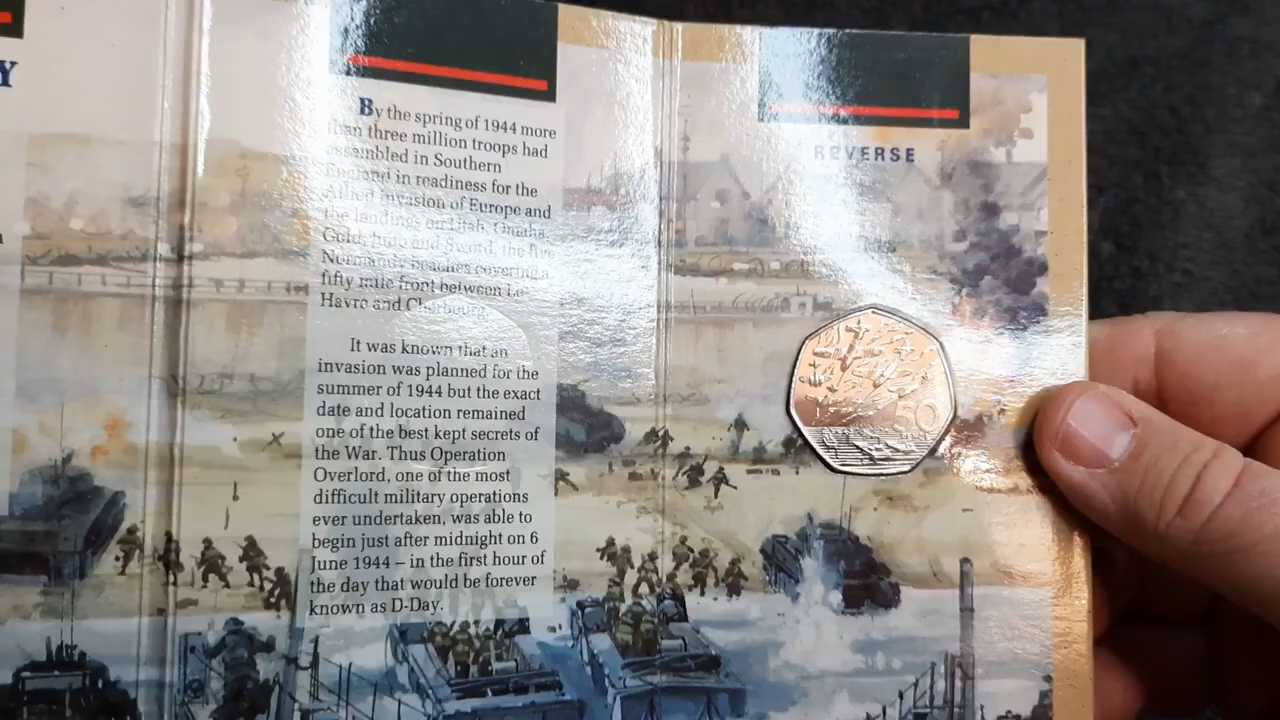 Y
By the spring of 1944 more
than three million troops had
assembled in Southern
England in readiness for the
Allied invasion of Europe and
the landings on Utah, Omaha,
Gold, Juno and Sword, the five
Normandy beaches covering a
fifty mile front between Le
Havre and Cherbourg.
It was known that an
invasion was planned for the
summer of 1944 but the exact
date and location remained
one of the best kept secrets of
the War. Thus Operation
Overlord, one of the most
difficult military operations
ever undertaken, was able to
begin just after midnight on 6
June 1944 – in the first hour of
the day that would be forever
known as D-Day.
REVERSE
50
PENCE